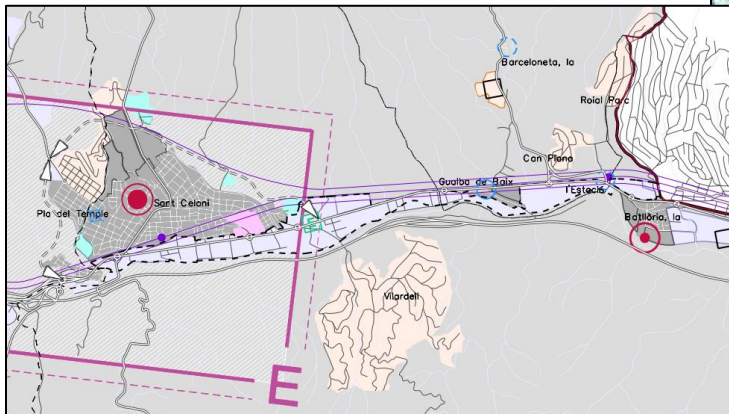 Barceloneta, la
Roial Parc
Can Plana
Gualba de Baix
l'Estació
Sant Celoni
Pla del Temple
Batllòria, la
Vilardell
E